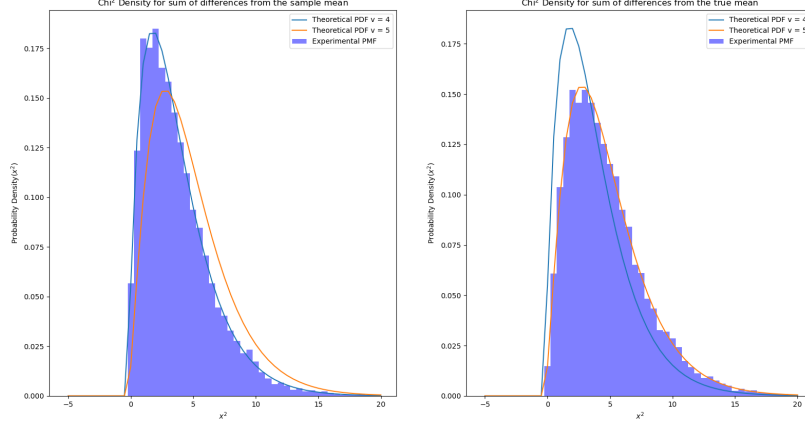 Chi² Density for sum of differences from the sample mean
Theoretical PDF v = 4
Theoretical PDF v = 5
Experimental PMF
Probability Density(x²)
0.175
0.150
0.125
0.100
0.075
0.050
0.025
0.000
−5
0
5
10
15
20
x²
Chi² Density for sum of differences from the true mean
Theoretical PDF v = 4
Theoretical PDF v = 5
Experimental PMF
Probability Density(x²)
0.175
0.150
0.125
0.100
0.075
0.050
0.025
0.000
−5
0
5
10
15
20
x²